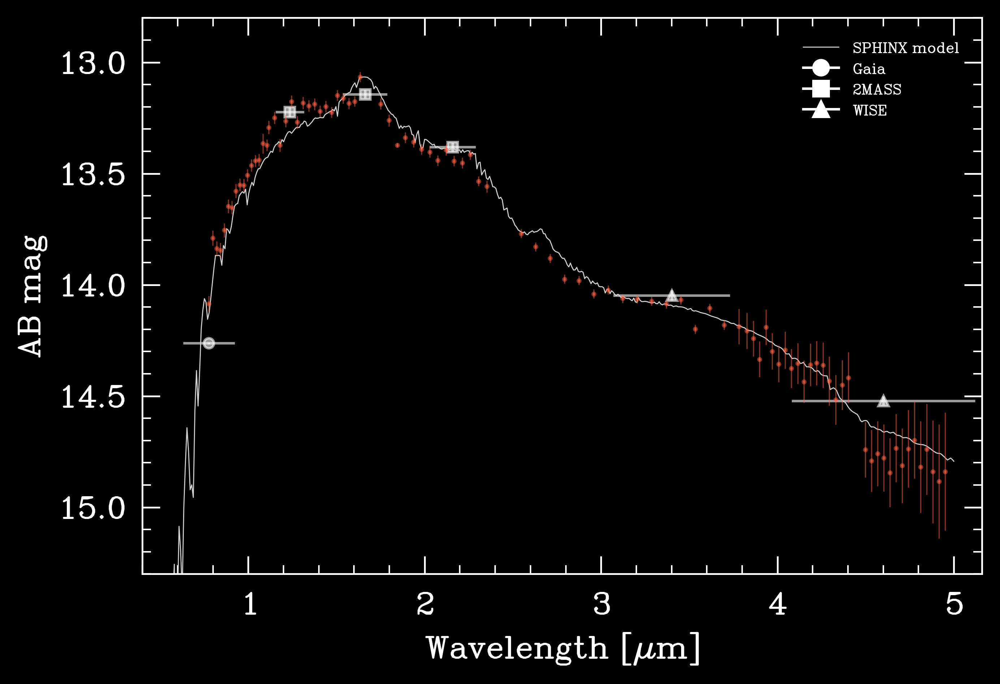 SPHINX model
Gaia
2MASS
WISE
13.0
13.5
14.0
14.5
15.0
AB mag
1 2 3 4 5
Wavelength [μm]